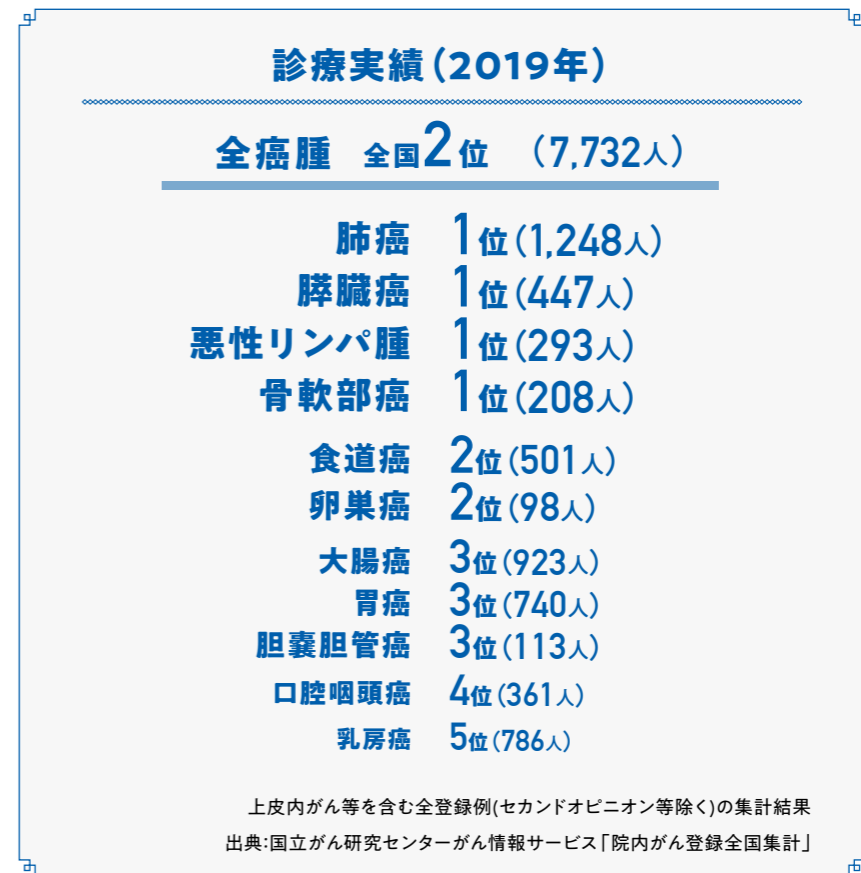 診療実績（2019年）
全癌腫 全国2位 （7,732人）
肺癌 1位（1,248人）
膵臓癌 1位（447人）
悪性リンパ腫 1位（293人）
骨軟部癌 1位（208人）
食道癌 2位（501人）
卵巣癌 2位（98人）
大腸癌 3位（923人）
胃癌 3位（740人）
胆嚢胆管癌 3位（113人）
口腔咽頭癌 4位（361人）
乳房癌 5位（786人）
上皮内がん等を含む全登録例(セカンドオピニオン等除く)の集計結果
出典:国立がん研究センターがん情報サービス「院内がん登録全国集計」